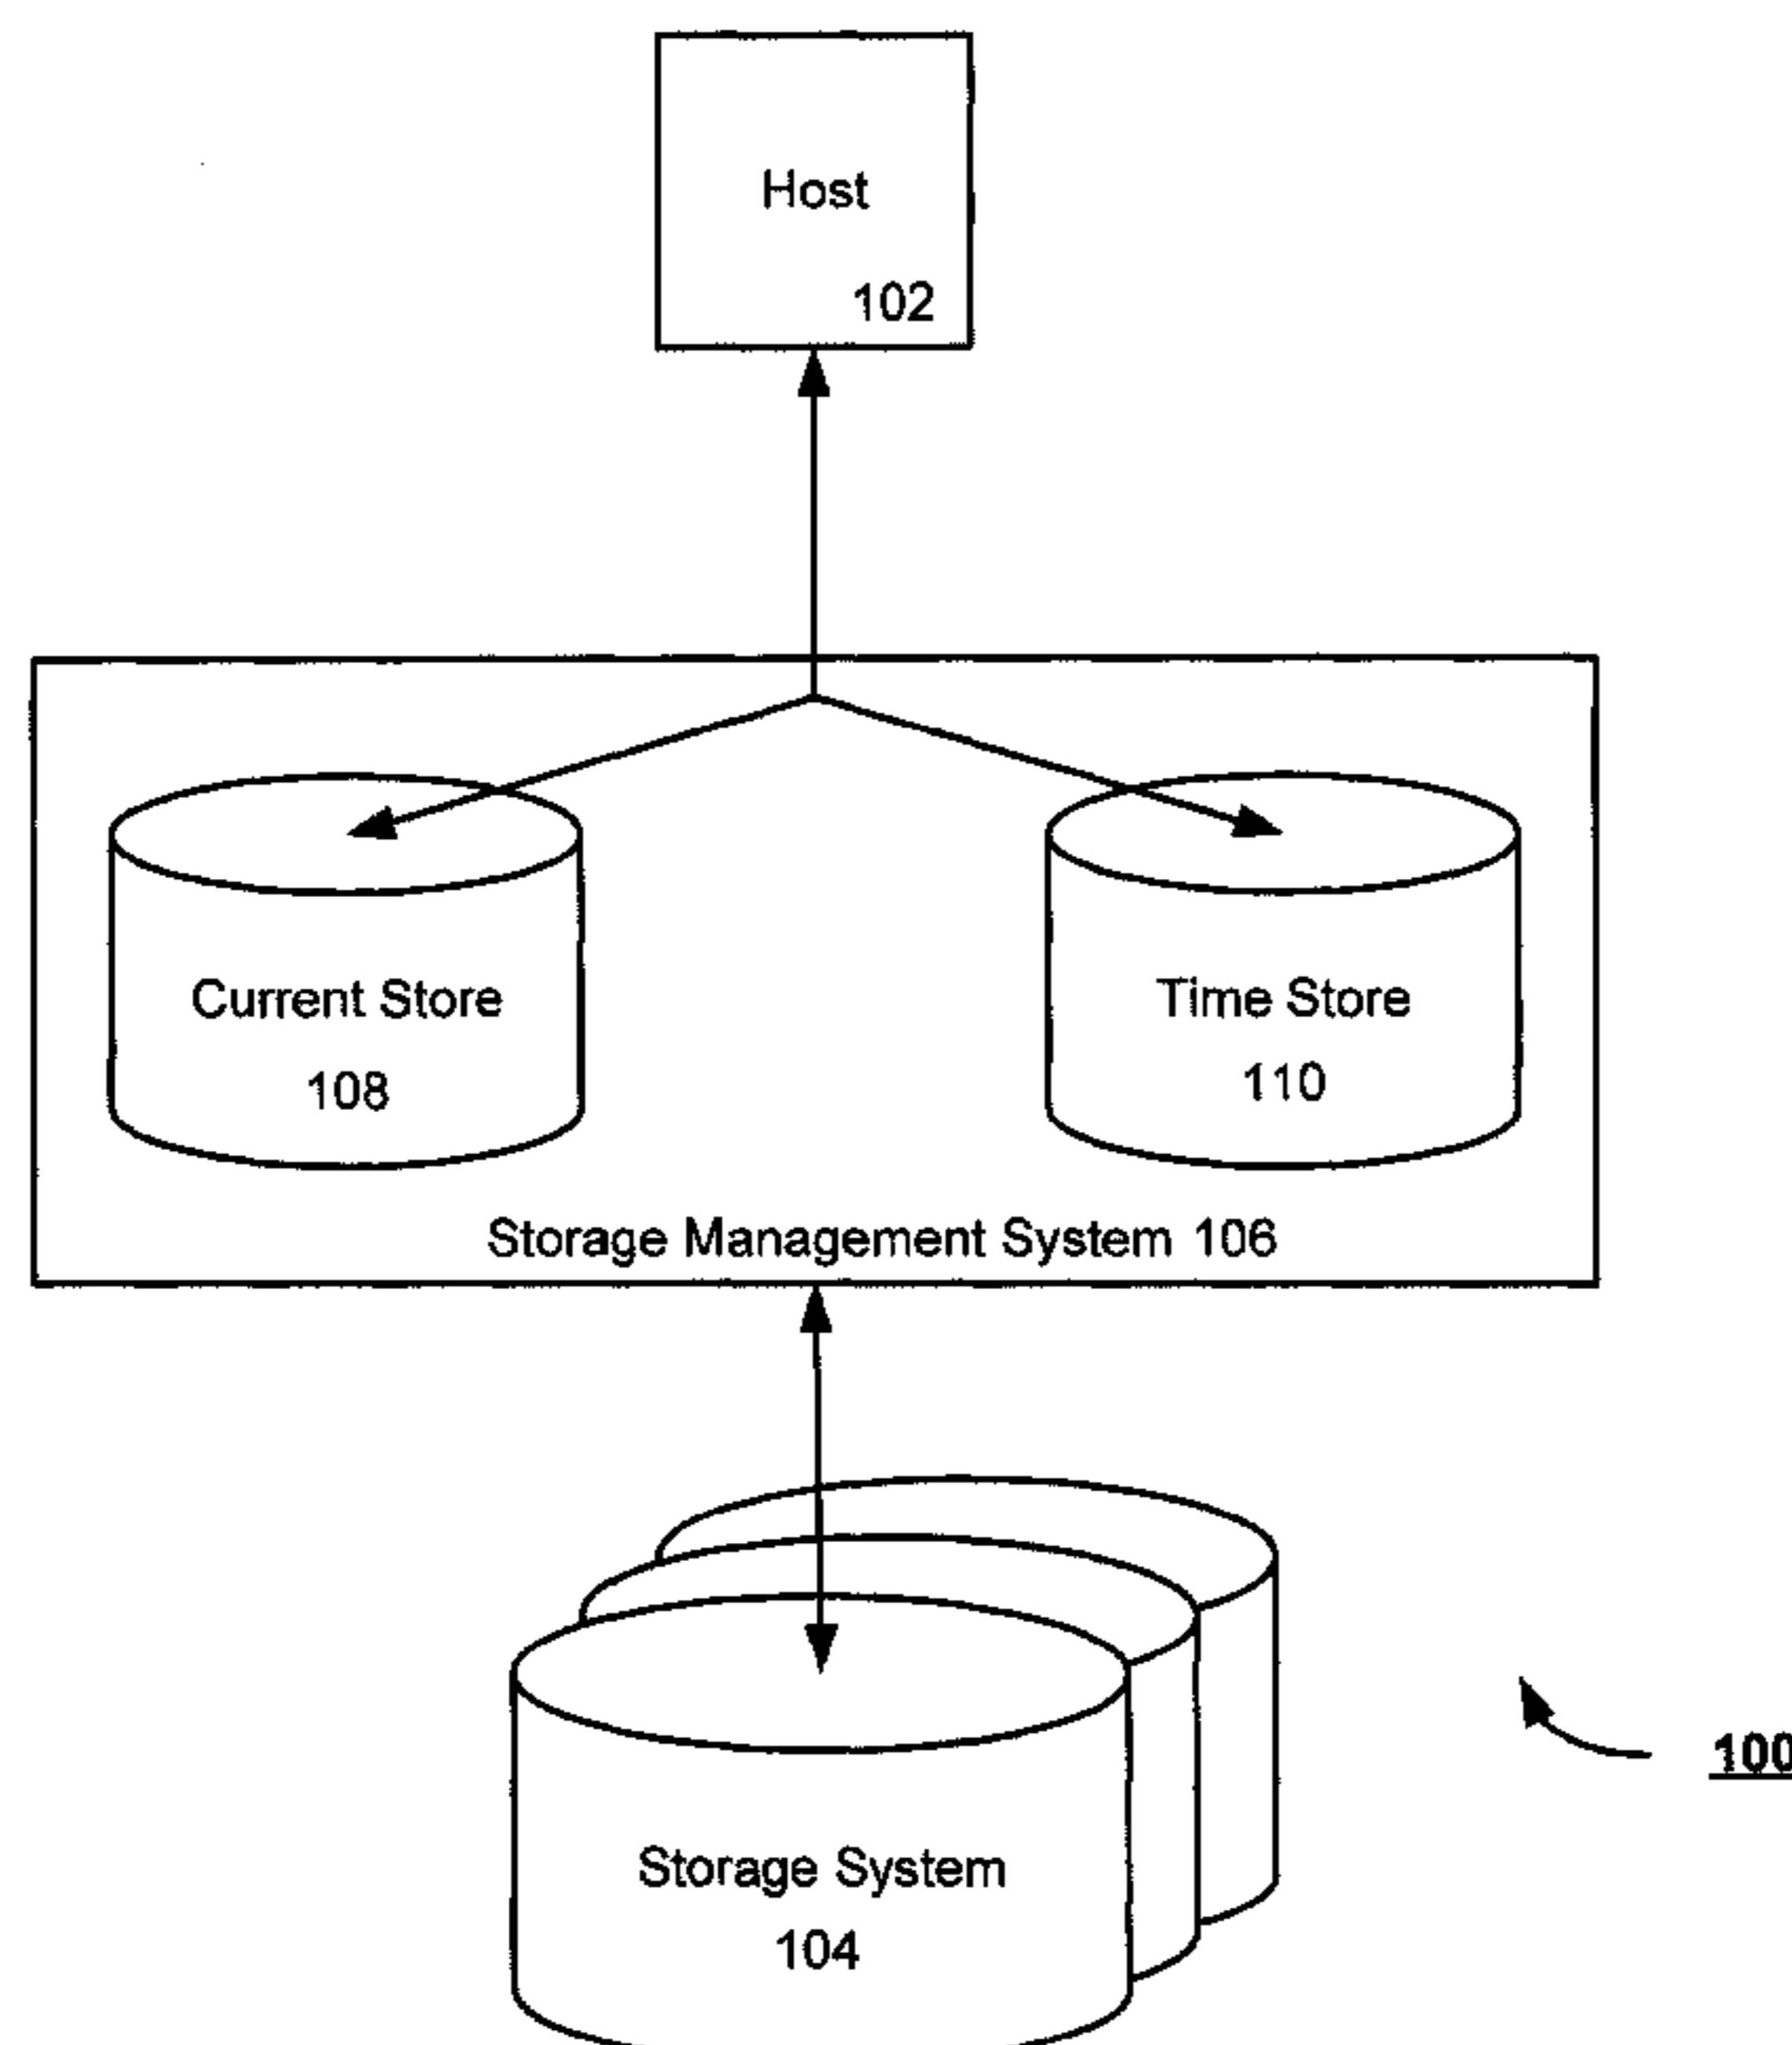 Host
102
Current Store
108
Time Store
110
Storage Management System 106
100
Storage System
104